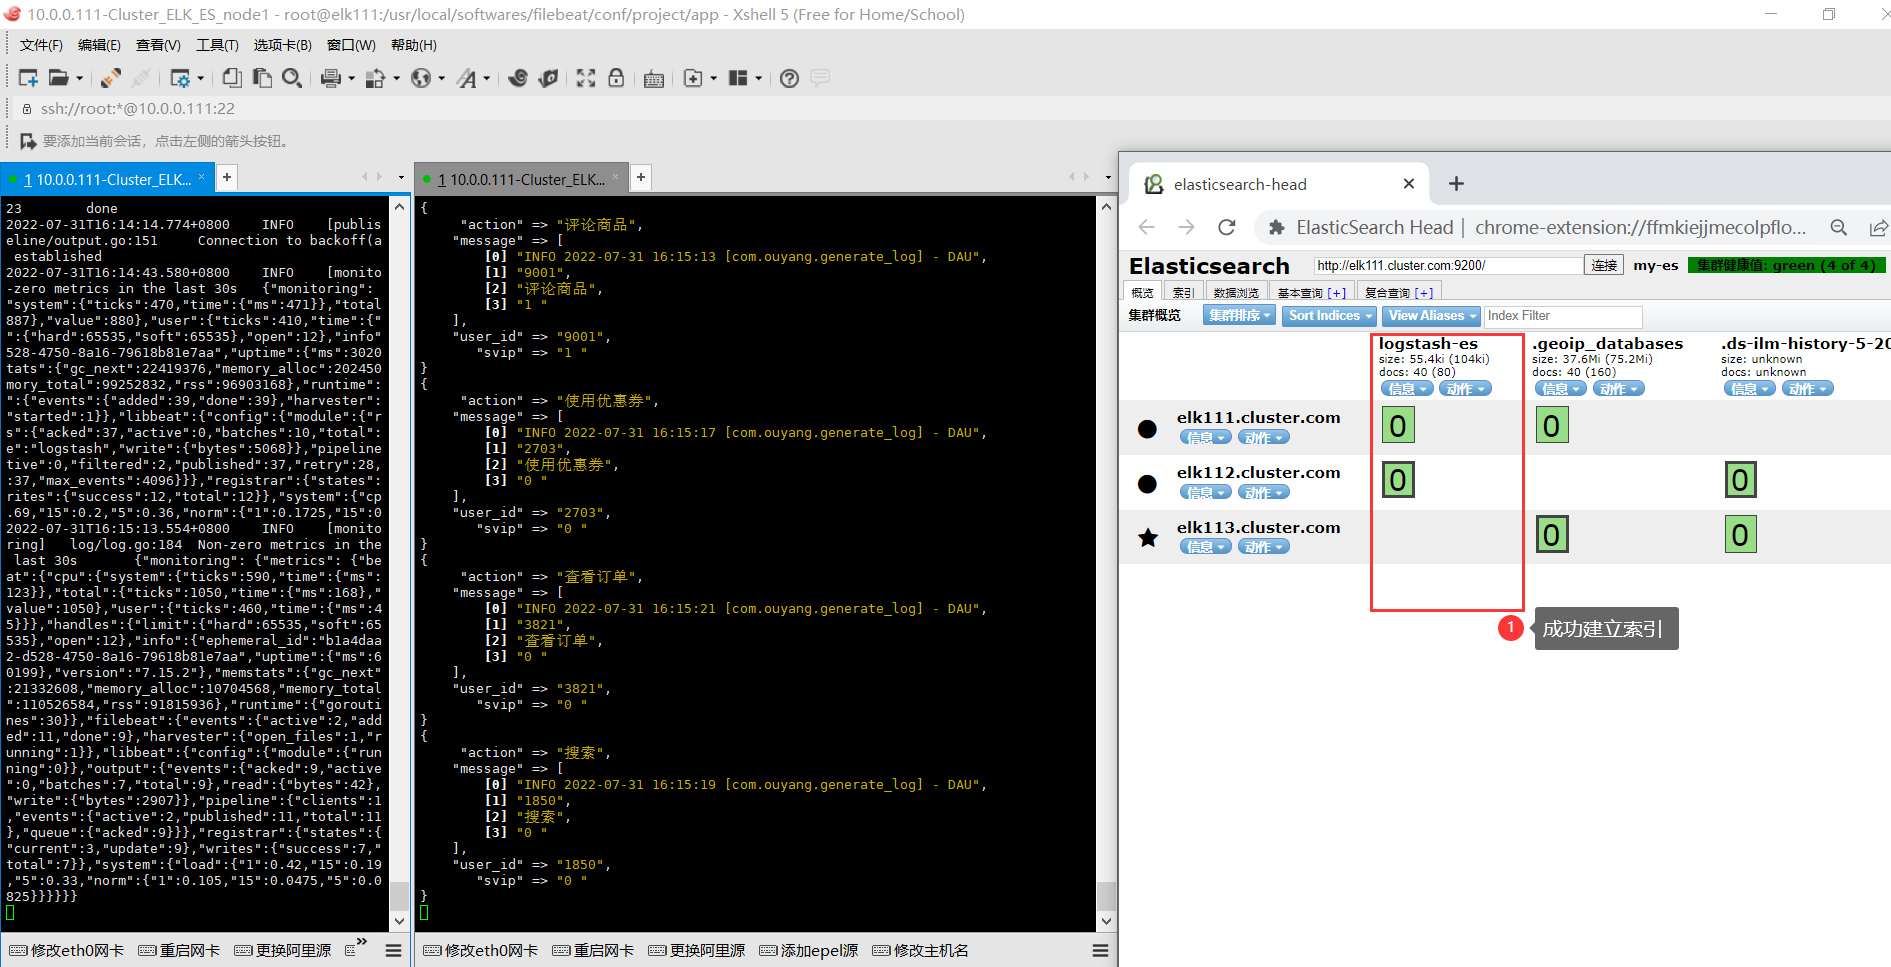 10.0.0.111-Cluster_ELK_ES_node1 - root@elk111:/usr/local/softwares/filebeat/conf/project/app - Xshell 5 (Free for Home/School)
文件(F) 编辑(E) 查看(V) 工具(T) 选项卡(B) 窗口(W) 帮助(H)
ssh://root:*@10.0.0.111:22
要添加当前会话，点击左侧的箭头按钮。
1 10.0.0.111-Cluster_ELK... × +
23        done
2022-07-31T16:14:14.774+0800    INFO    [publis
eline/output.go:151     Connection to backoff(a
 established
2022-07-31T16:14:43.580+0800    INFO    [monito
-zero metrics in the last 30s   {"monitoring":
"system":{"ticks":470,"time":{"ms":471}},"total
887},"value":880},"user":{"ticks":410,"time":{"
":{"hard":65535,"soft":65535},"open":12},"info"
528-4750-8a16-79618b81e7aa","uptime":{"ms":3020
tats":{"gc_next":22419376,"memory_alloc":202450
mory_total":99252832,"rss":96903168},"runtime":
":{"events":{"added":39,"done":39},"harvester":
"started":1}},"libbeat":{"config":{"module":{"r
s":{"acked":37,"active":0,"batches":10,"total":
e":"logstash","write":{"bytes":5068}},"pipeline
tive":0,"filtered":2,"published":37,"retry":28,
:37,"max_events":4096}}},"registrar":{"states":
rites":{"success":12,"total":12}},"system":{"cp
.69,"15":0.2,"5":0.36,"norm":{"1":0.1725,"15":0
2022-07-31T16:15:13.554+0800    INFO    [monito
ring]   log/log.go:184  Non-zero metrics in the
 last 30s       {"monitoring": {"metrics": {"be
at":{"cpu":{"system":{"ticks":590,"time":{"ms":
123}},"total":{"ticks":1050,"time":{"ms":168},"
value":1050},"user":{"ticks":460,"time":{"ms":4
5}}},"handles":{"limit":{"hard":65535,"soft":65
535},"open":12},"info":{"ephemeral_id":"b1a4daa
2-d528-4750-8a16-79618b81e7aa","uptime":{"ms":6
0199},"version":"7.15.2"},"memstats":{"gc_next"
:21332608,"memory_alloc":10704568,"memory_total
":110526584,"rss":91815936},"runtime":{"gorouti
nes":30}},"filebeat":{"events":{"active":2,"add
ed":11,"done":9},"harvester":{"open_files":1,"r
unning":1}},"libbeat":{"config":{"module":{"run
ning":0}},"output":{"events":{"acked":9,"active
":0,"batches":7,"total":9},"read":{"bytes":42},
"write":{"bytes":2907}},"pipeline":{"clients":1
,"events":{"active":2,"published":11,"total":11
},"queue":{"acked":9}}},"registrar":{"states":{
"current":3,"update":9},"writes":{"success":7,"
total":7}},"system":{"load":{"1":0.42,"15":0.19
,"5":0.33,"norm":{"1":0.105,"15":0.0475,"5":0.0
825}}}}}}
修改eth0网卡 重启网卡 更换阿里源 »
1 10.0.0.111-Cluster_ELK... × +
{
     "action" => "评论商品",
    "message" => [
        [0] "INFO 2022-07-31 16:15:13 [com.ouyang.generate_log] - DAU",
        [1] "9001",
        [2] "评论商品",
        [3] "1 "
    ],
    "user_id" => "9001",
       "svip" => "1 "
}
{
     "action" => "使用优惠券",
    "message" => [
        [0] "INFO 2022-07-31 16:15:17 [com.ouyang.generate_log] - DAU",
        [1] "2703",
        [2] "使用优惠券",
        [3] "0 "
    ],
    "user_id" => "2703",
       "svip" => "0 "
}
{
     "action" => "查看订单",
    "message" => [
        [0] "INFO 2022-07-31 16:15:21 [com.ouyang.generate_log] - DAU",
        [1] "3821",
        [2] "查看订单",
        [3] "0 "
    ],
    "user_id" => "3821",
       "svip" => "0 "
}
{
     "action" => "搜索",
    "message" => [
        [0] "INFO 2022-07-31 16:15:19 [com.ouyang.generate_log] - DAU",
        [1] "1850",
        [2] "搜索",
        [3] "0 "
    ],
    "user_id" => "1850",
       "svip" => "0 "
}
修改eth0网卡 重启网卡 更换阿里源 添加epel源 修改主机名
elasticsearch-head
ElasticSearch Head | chrome-extension://ffmkiejjmecolpflo...
Elasticsearch http://elk111.cluster.com:9200/ 连接 my-es 集群健康值: green (4 of 4)
概览 索引 数据浏览 基本查询 [+] 复合查询 [+]
集群概览 集群排序 Sort Indices View Aliases Index Filter
logstash-es .geoip_databases .ds-ilm-history-5-20
size: 55.4ki (104ki) size: 37.6Mi (75.2Mi) size: unknown
docs: 40 (80) docs: 40 (160) docs: unknown
信息 动作 信息 动作 信息 动作
elk111.cluster.com 0 0
信息 动作
elk112.cluster.com 0 0
信息 动作
elk113.cluster.com 0 0
信息 动作
1 成功建立索引